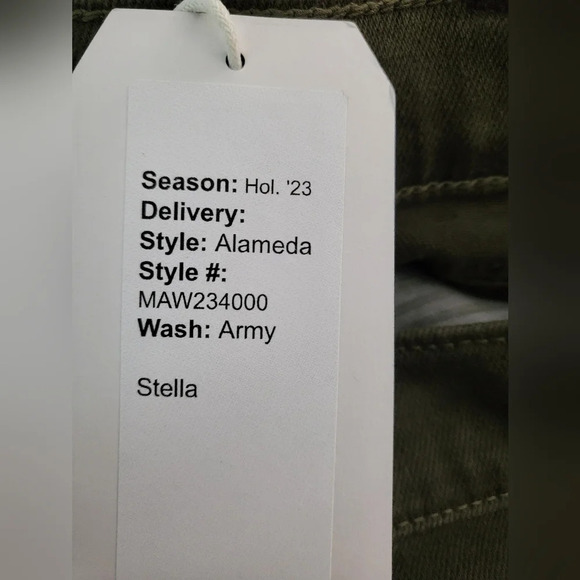 Season: Hol. '23
Delivery:
Style: Alameda
Style #:
MAW234000
Wash: Army
Stella